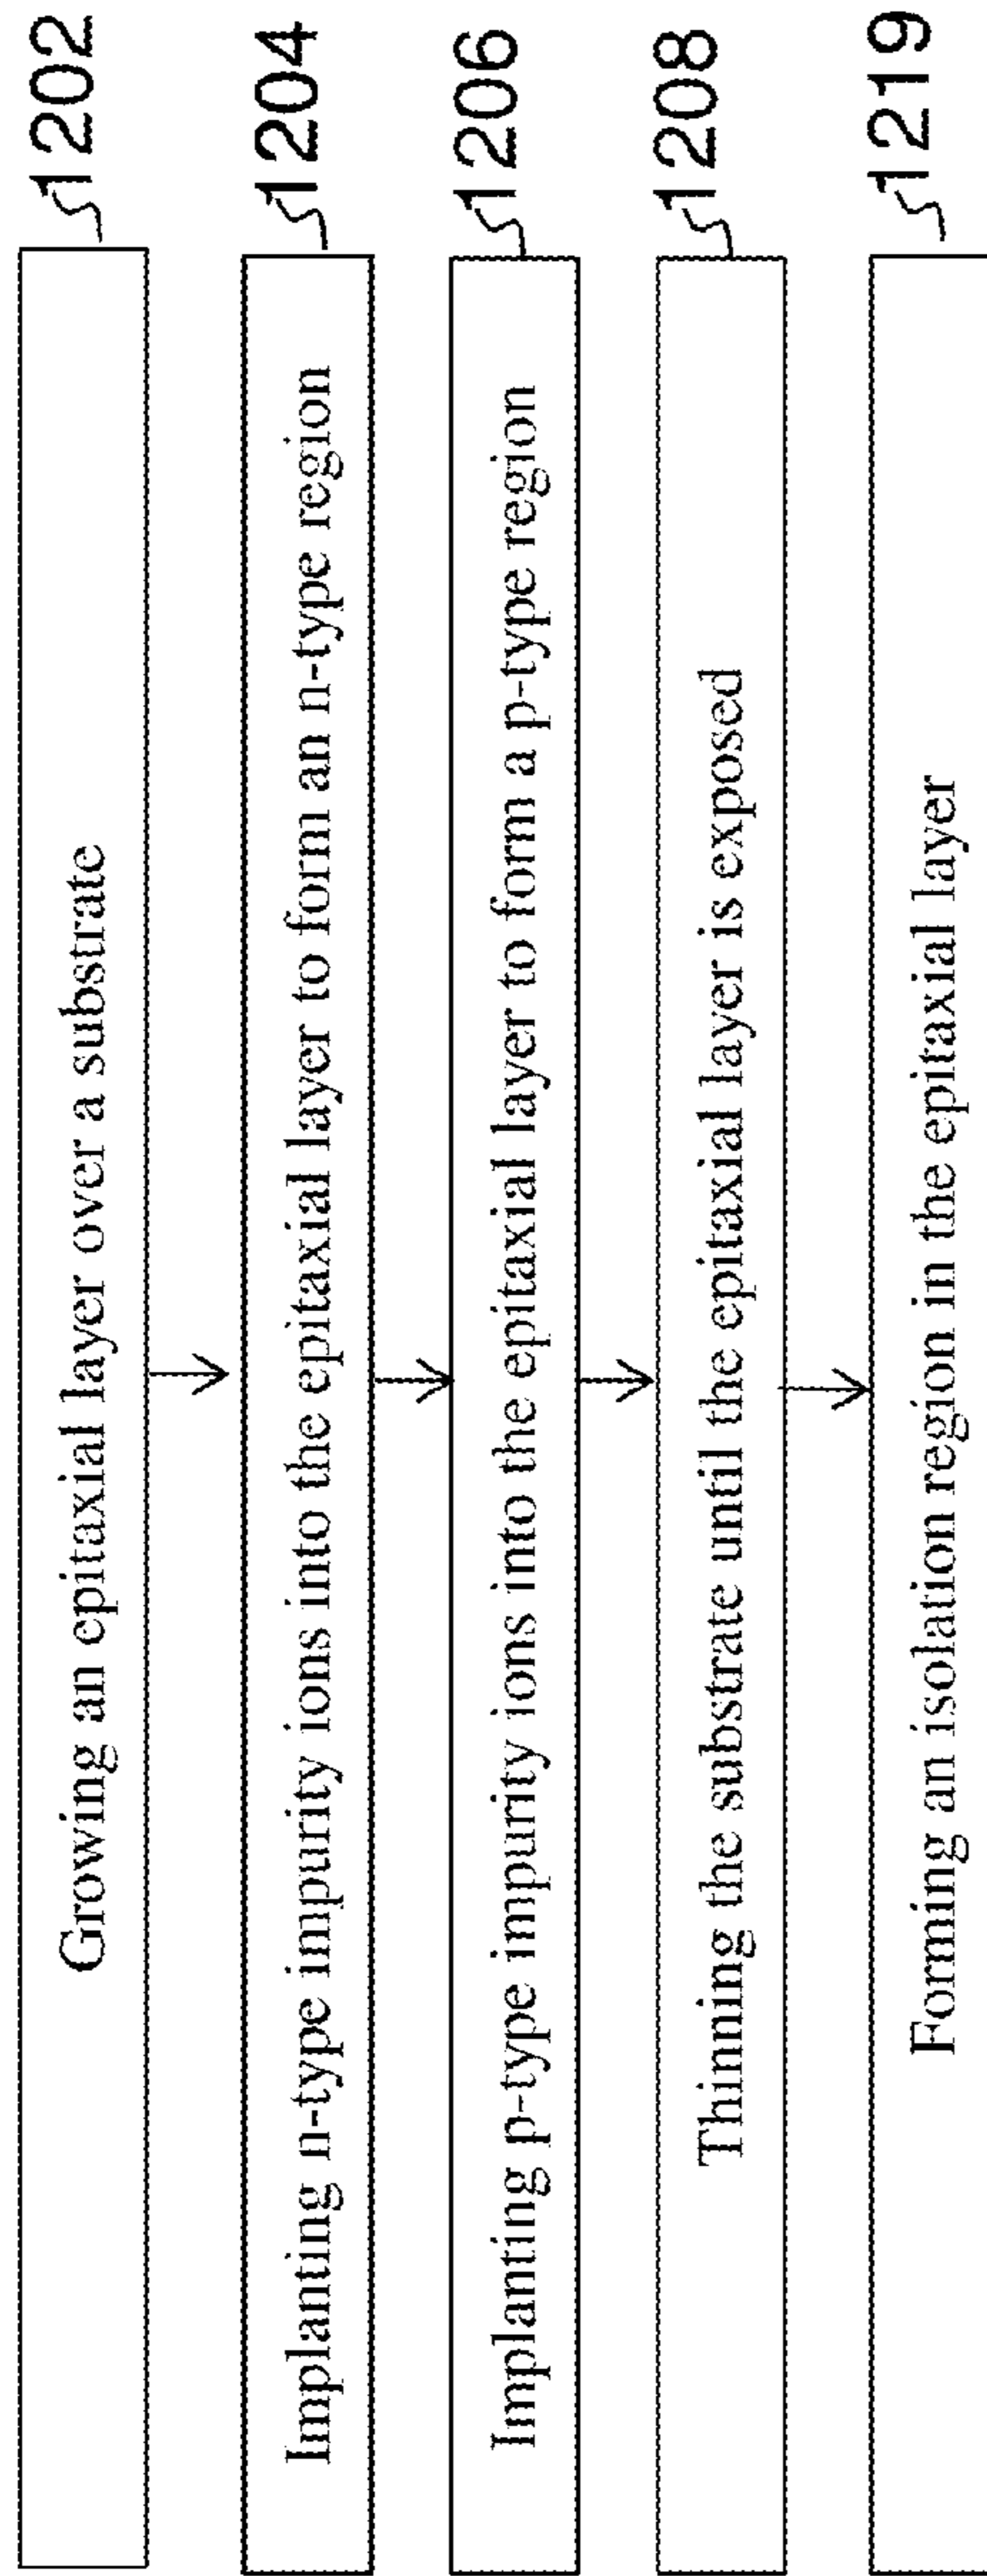 Growing an epitaxial layer over a substrate
1202
Implanting n-type impurity ions into the epitaxial layer to form an n-type region
1204
Implanting p-type impurity ions into the epitaxial layer to form a p-type region
1206
Thinning the substrate until the epitaxial layer is exposed
1208
Forming an isolation region in the epitaxial layer
1219